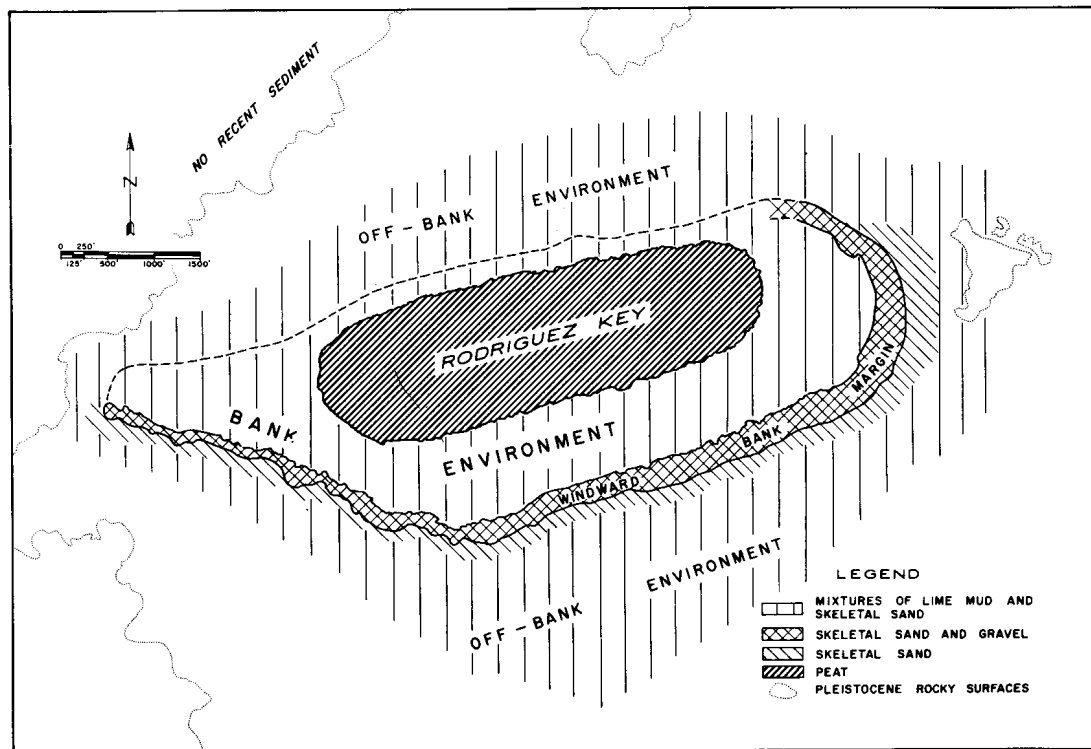 NO RECENT SEDIMENT
N
0 250'
125' 500' 1000' 1500'
OFF-BANK ENVIRONMENT
RODRIGUEZ KEY
BANK ENVIRONMENT
WINDWARD BANK MARGIN
OFF-BANK ENVIRONMENT
LEGEND
MIXTURES OF LIME MUD AND
SKELETAL SAND
SKELETAL SAND AND GRAVEL
SKELETAL SAND
PEAT
PLEISTOCENE ROCKY SURFACES